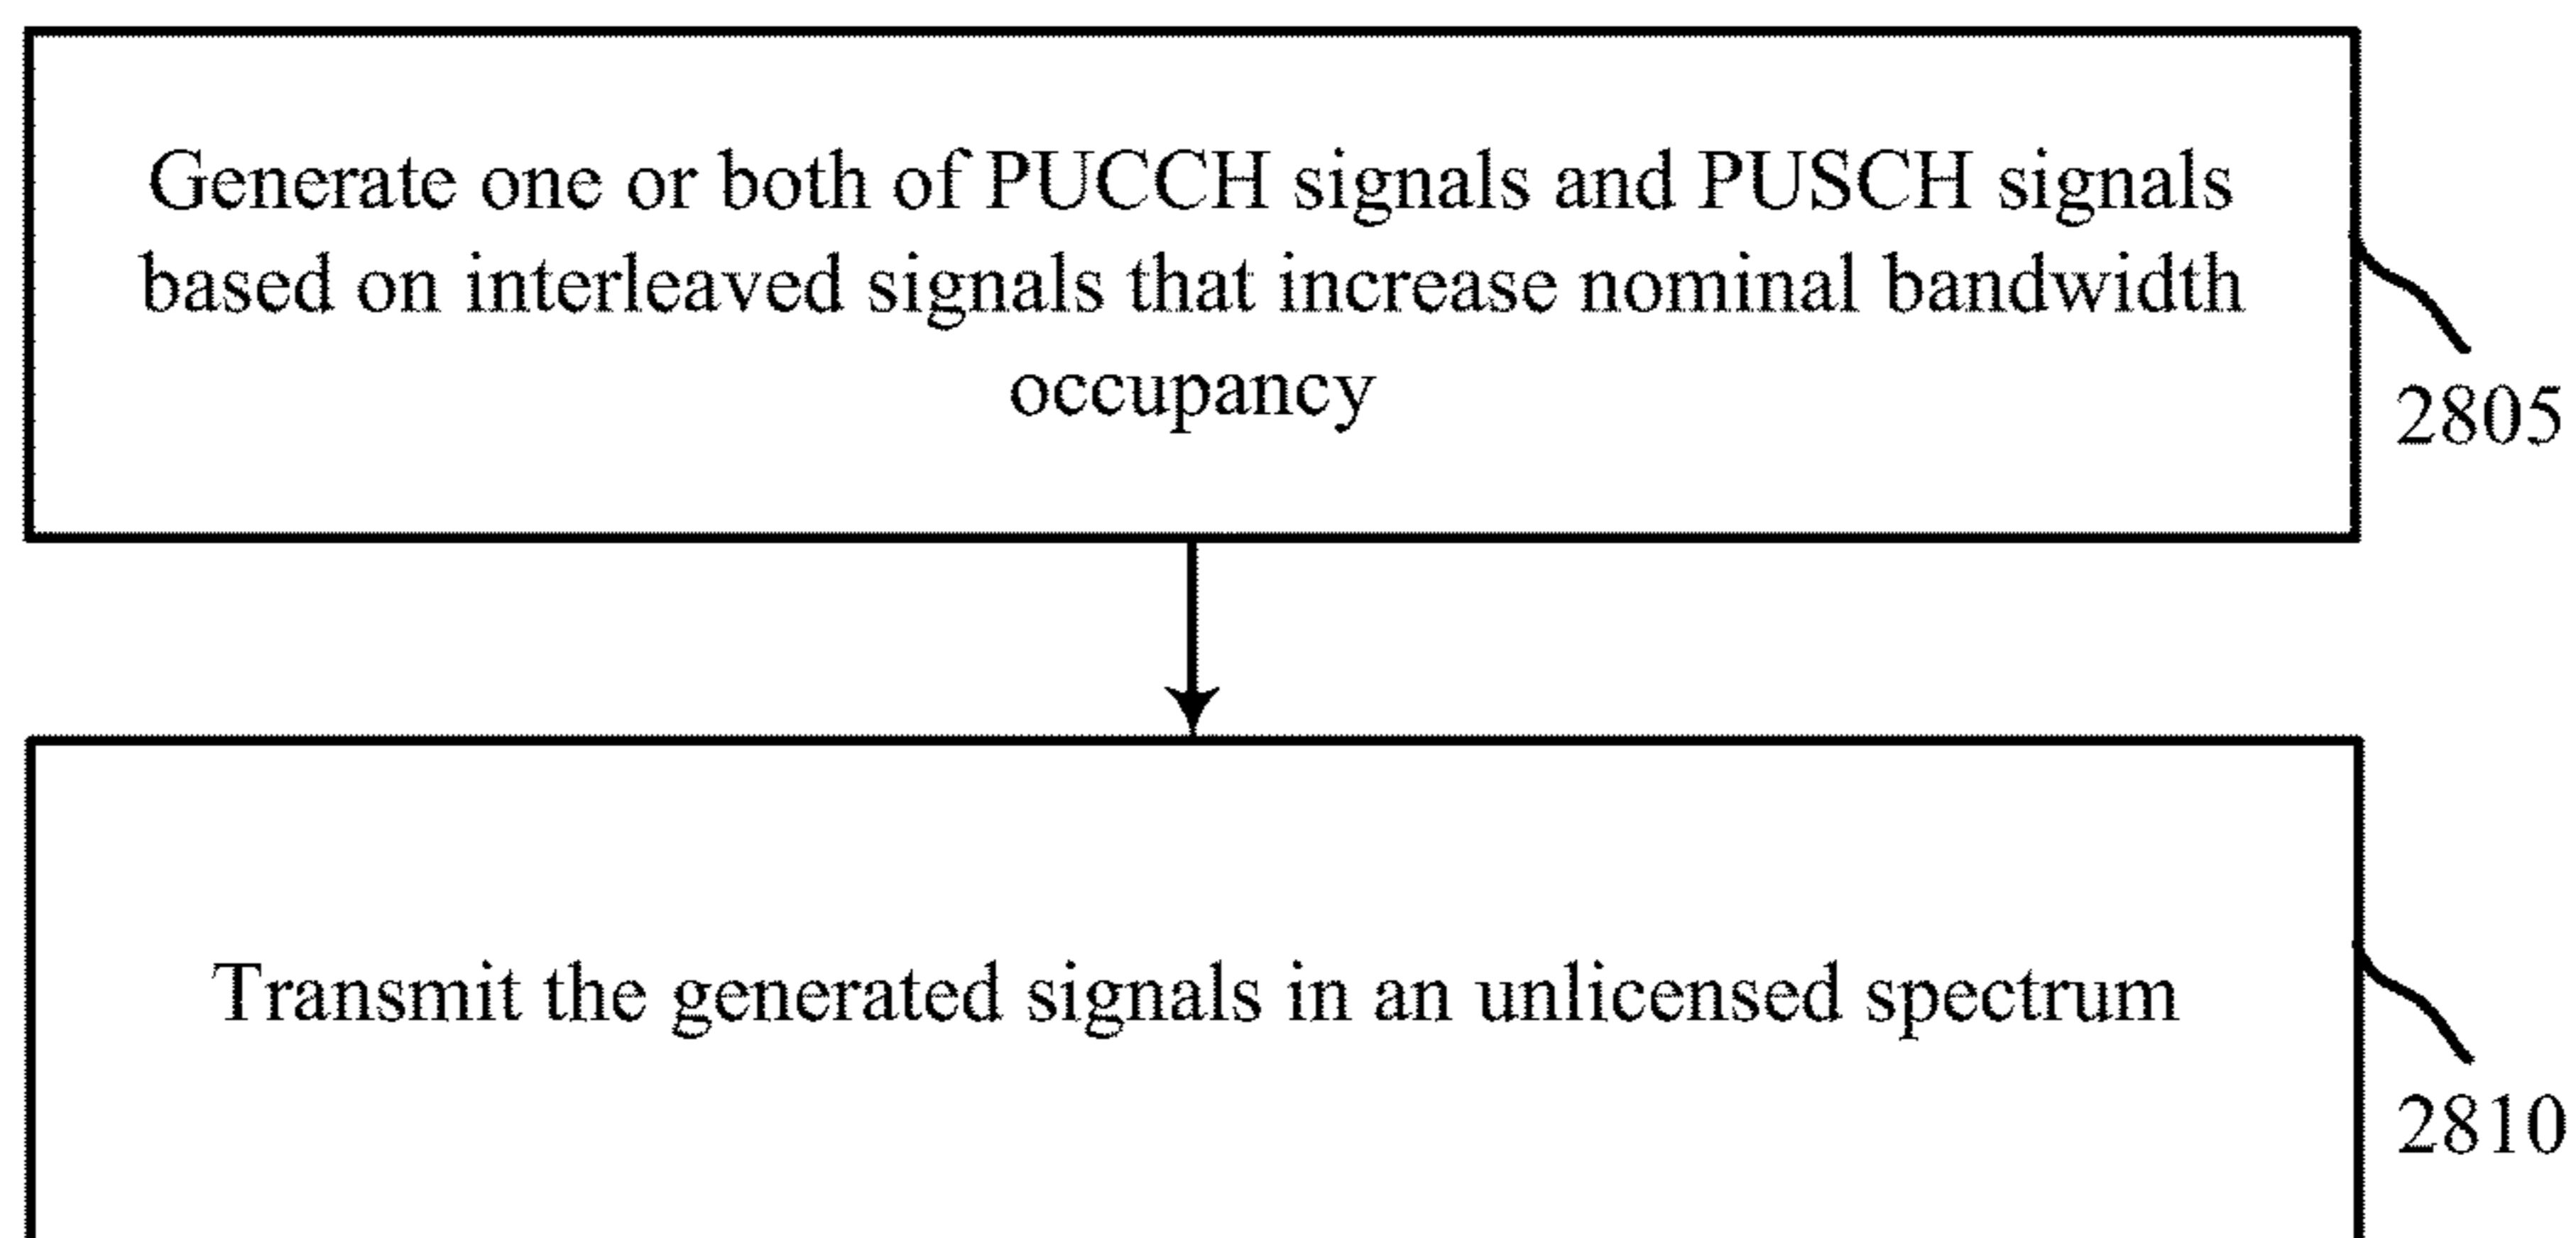 Generate one or both of PUCCH signals and PUSCH signals
based on interleaved signals that increase nominal bandwidth
occupancy
2805
Transmit the generated signals in an unlicensed spectrum
2810